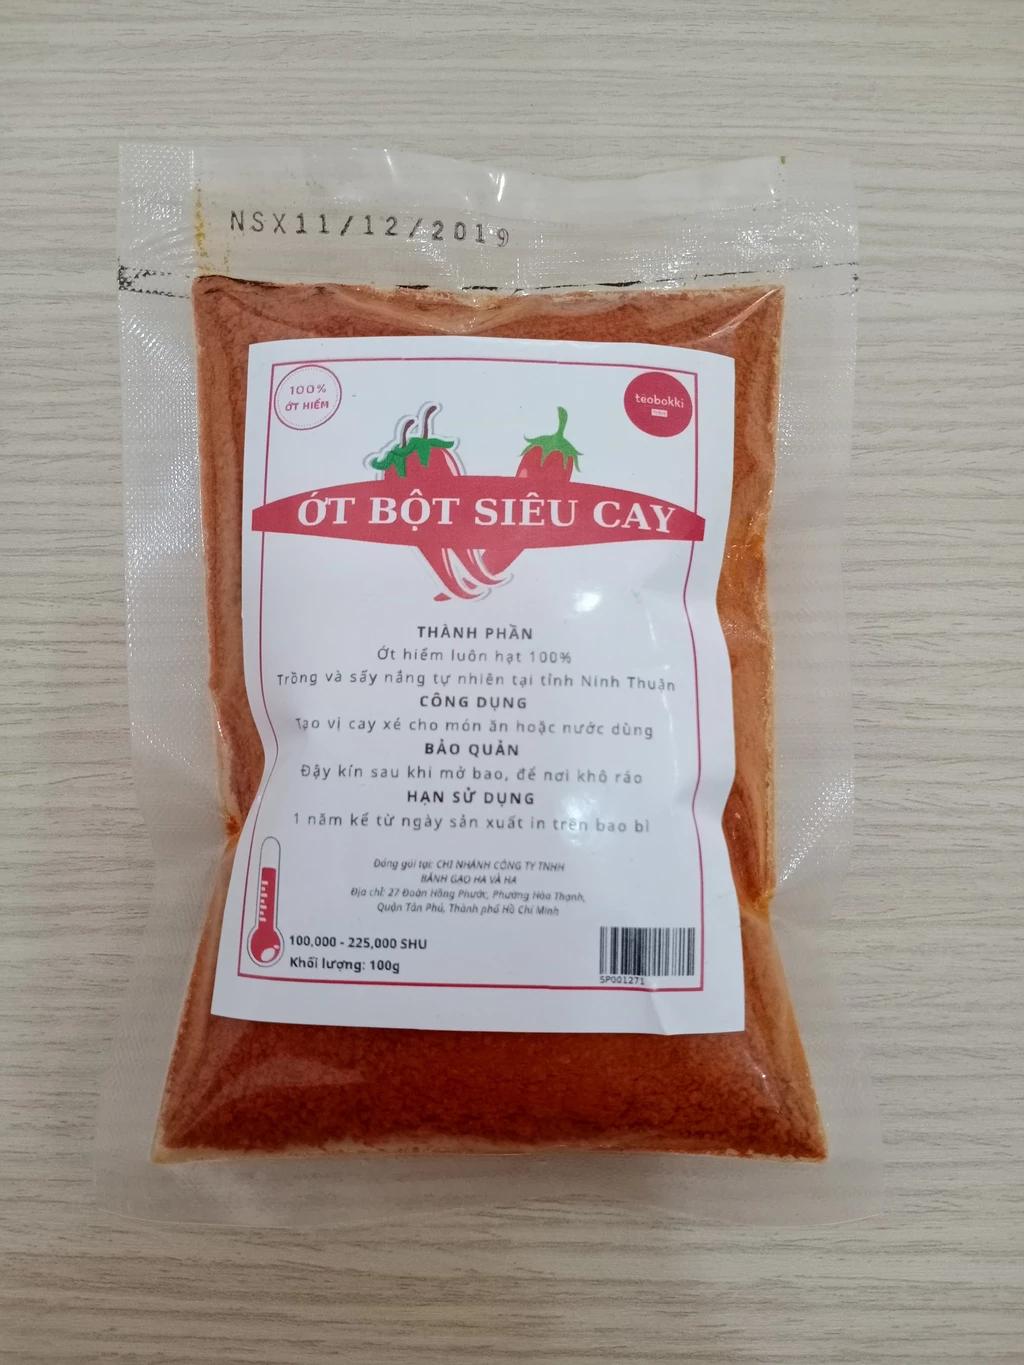 NSX11/12/2019
100%
ỚT HIỂM
teobokki
ỚT BỘT SIÊU CAY
THÀNH PHẦN
Ớt hiểm luôn hạt 100%
Trồng và sấy nắng tự nhiên tại tỉnh Ninh Thuận
CÔNG DỤNG
Tạo vị cay xé cho món ăn hoặc nước dùng
BẢO QUẢN
Đậy kín sau khi mở bao, để nơi khô ráo
HẠN SỬ DỤNG
1 năm kể từ ngày sản xuất in trên bao bì
Đóng gói tại: CHI NHÁNH CÔNG TY TNHH
BÁNH GẠO HA VÀ HA
Địa chỉ: 27 Đoàn Hồng Phước, Phường Hòa Thạnh,
Quận Tân Phú, Thành phố Hồ Chí Minh
100,000 - 225,000 SHU
Khối lượng: 100g
SP001271